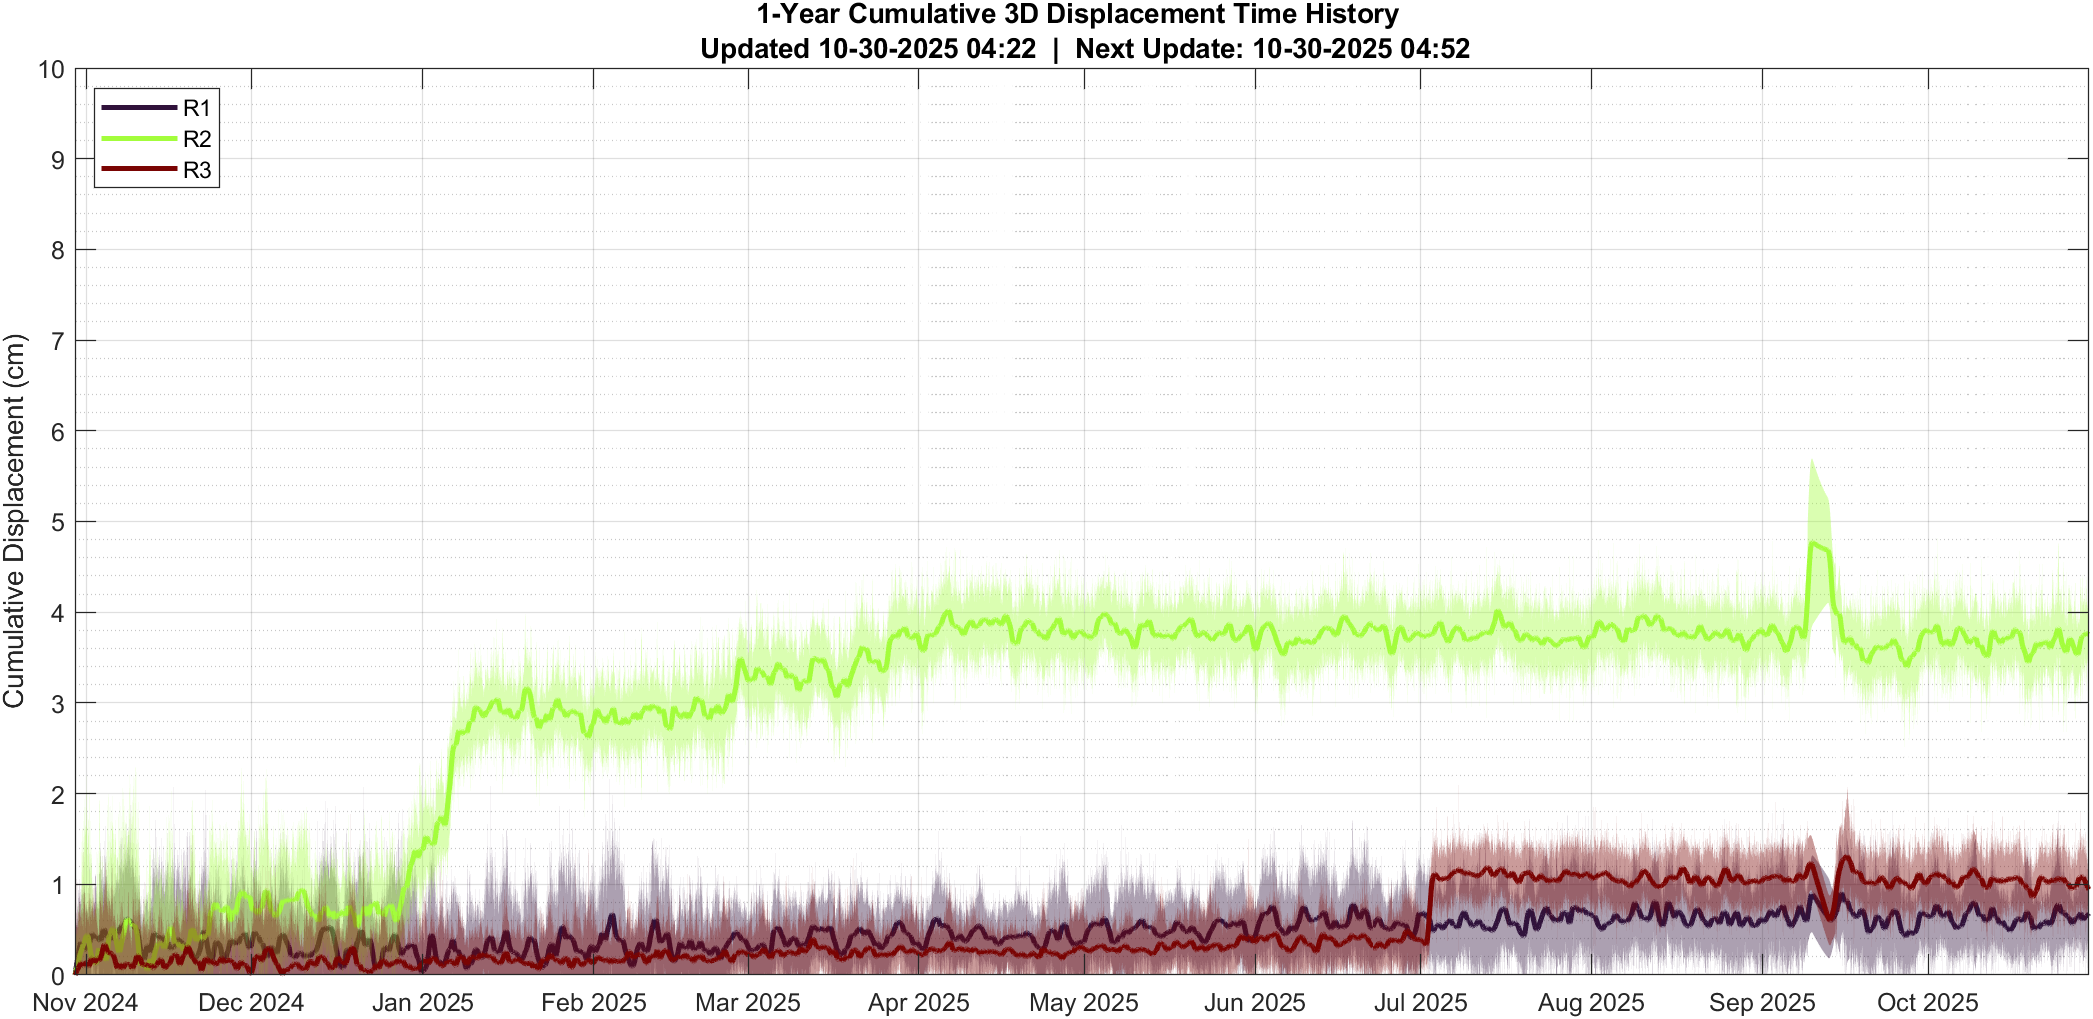 1-Year Cumulative 3D Displacement Time History
Updated 10-30-2025 04:22 | Next Update: 10-30-2025 04:52
R1
R2
R3
Cumulative Displacement (cm)
10
9
8
7
6
5
4
3
2
1
0
Nov 2024 Dec 2024 Jan 2025 Feb 2025 Mar 2025 Apr 2025 May 2025 Jun 2025 Jul 2025 Aug 2025 Sep 2025 Oct 2025